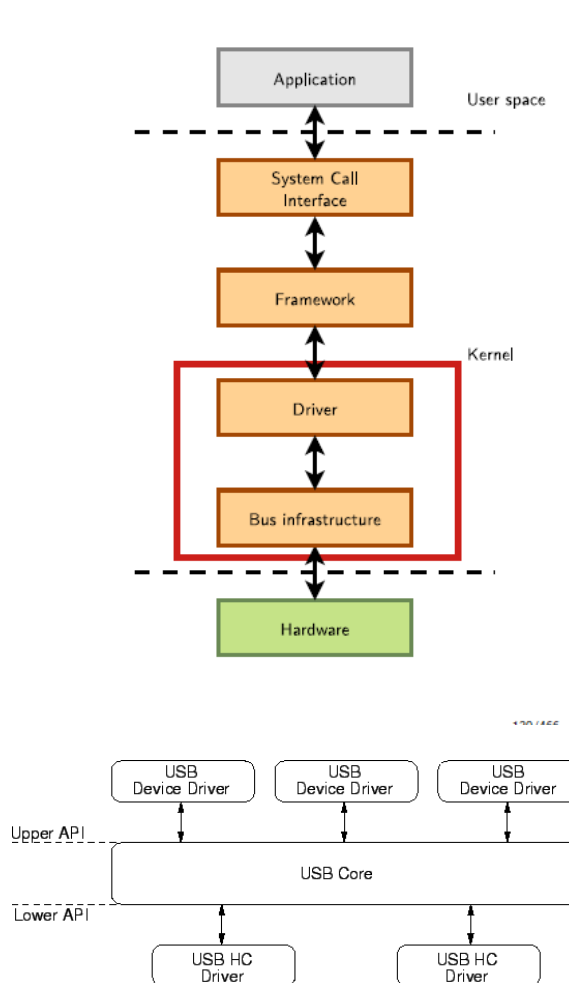 Application
User space
System Call
Interface
Framework
Kernel
Driver
Bus infrastructure
Hardware
USB
Device Driver
USB
Device Driver
USB
Device Driver
Upper API
USB Core
Lower API
USB HC
Driver
USB HC
Driver